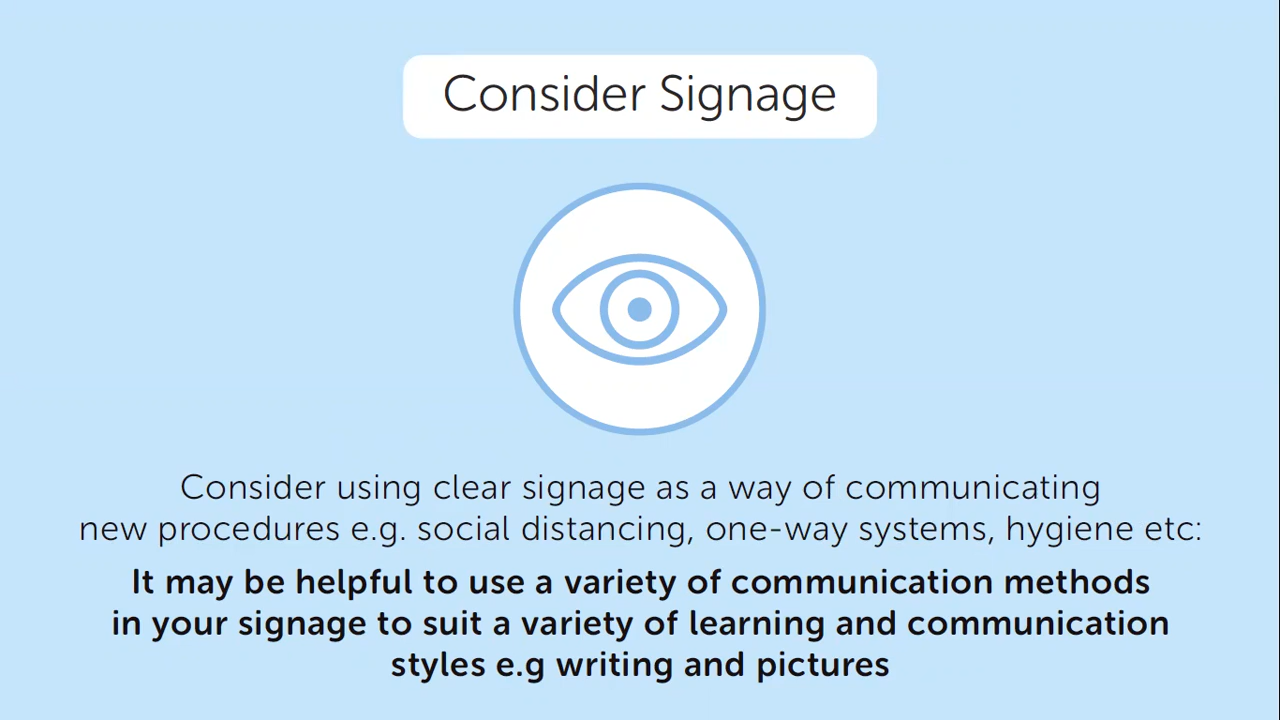 Consider Signage
Consider using clear signage as a way of communicating
new procedures e.g. social distancing, one-way systems, hygiene etc:
It may be helpful to use a variety of communication methods
in your signage to suit a variety of learning and communication
styles e.g writing and pictures